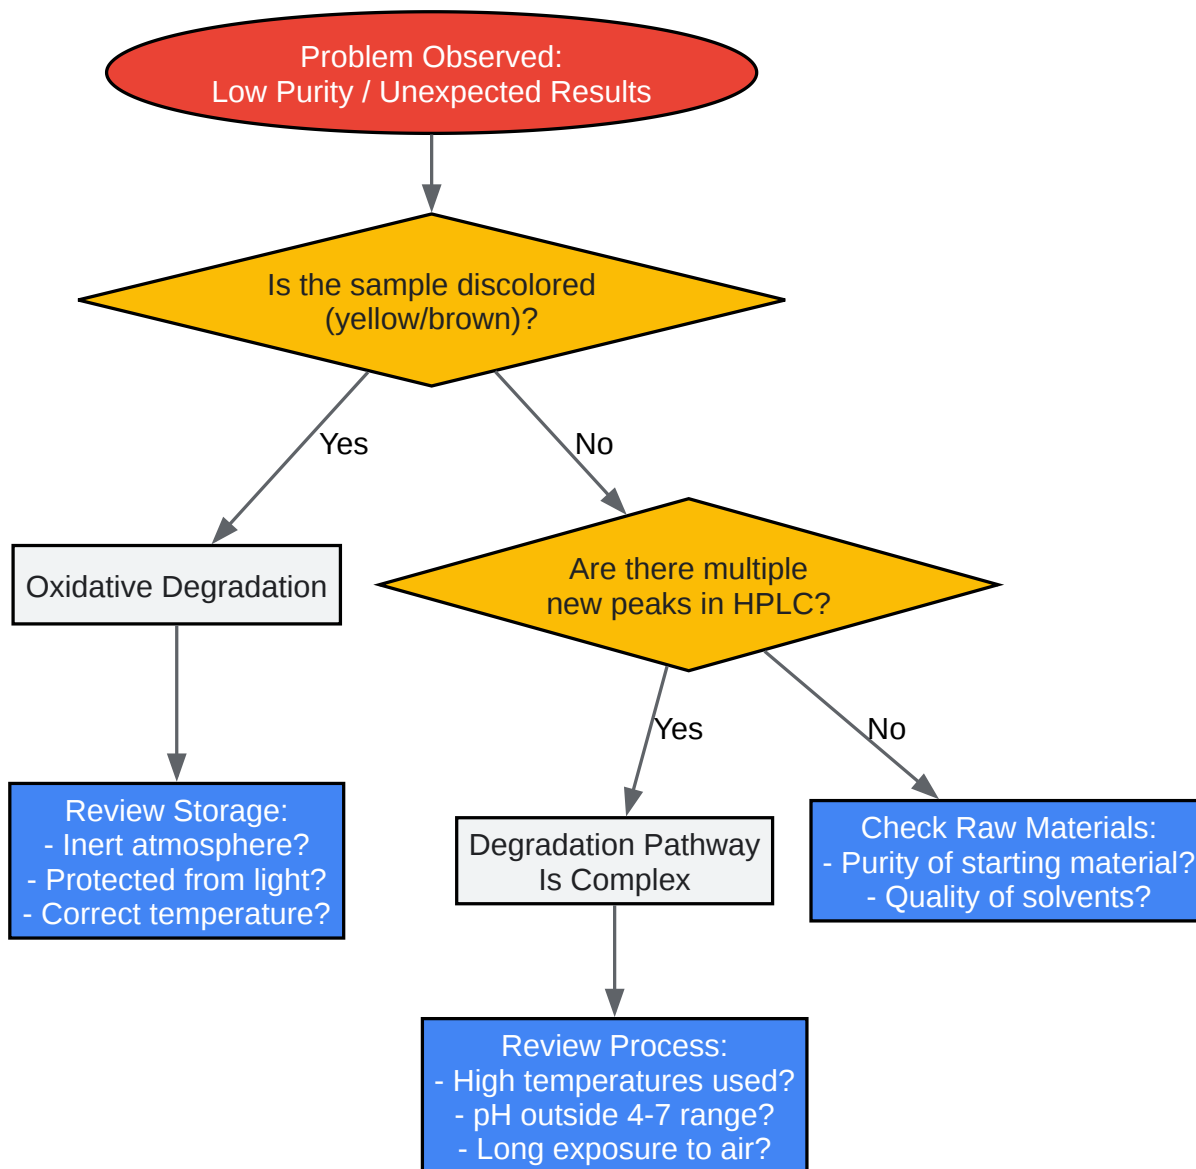 Problem Observed:
Low Purity / Unexpected Results
Is the sample discolored
(yellow/brown)?
Yes
No
Oxidative Degradation
Are there multiple
new peaks in HPLC?
Yes
No
Review Storage:
- Inert atmosphere?
- Protected from light?
- Correct temperature?
Degradation Pathway
Is Complex
Check Raw Materials:
- Purity of starting material?
- Quality of solvents?
Review Process:
- High temperatures used?
- pH outside 4-7 range?
- Long exposure to air?